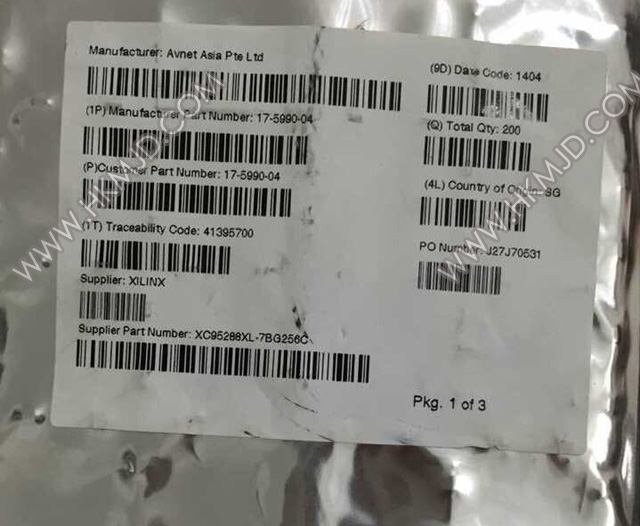 Manufacturer: Avnet Asia Pte Ltd
(9D) Date Code: 1404
(1P) Manufacturer Part Number: 17-5990-04
(Q) Total Qty: 200
(P)Customer Part Number: 17-5990-04
(4L) Country of Origin: SG
(1T) Traceability Code: 41395700
PO Number: J27J70531
Supplier: XILINX
Supplier Part Number: XC95288XL-7BG256C
Pkg. 1 of 3
WWW.HKMJD.COM
WWW.HKMJD.COM